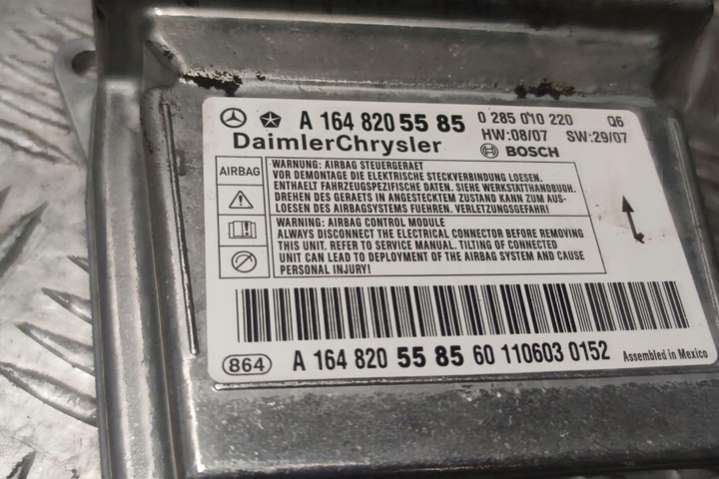 A 164 820 55 85 0 285 010 220 Q6
DaimlerChrysler HW:08/07 SW:29/07
BOSCH
AIRBAG
WARNUNG: AIRBAG STEUERGERAET
VOR DEMONTAGE DIE ELEKTRISCHE STECKVERBINDUNG LOESEN.
ENTHAELT FAHRZEUGSPEZIFISCHE DATEN. SIEHE WERKSTATTHANDBUGH.
DREHEN DES GERAETS IN ANGESTECKTEM ZUSTAND KANN ZUM AUS-
LOESEN DES AIRBAGSYSTEMS FUEHREN. VERLETZUNGSGEFAHR!
WARNING: AIRBAG CONTROL MODULE
ALWAYS DISCONNECT THE ELECTRICAL CONNECTOR BEFORE REMOVING
THIS UNIT. REFER TO SERVICE MANUAL. TILTING OF CONNECTED
UNIT CAN LEAD TO DEPLOYMENT OF THE AIRBAG SYSTEM AND CAUSE
PERSONAL INJURY!
864 A 164 820 55 85 60 110603 0152 Assembled in Mexico